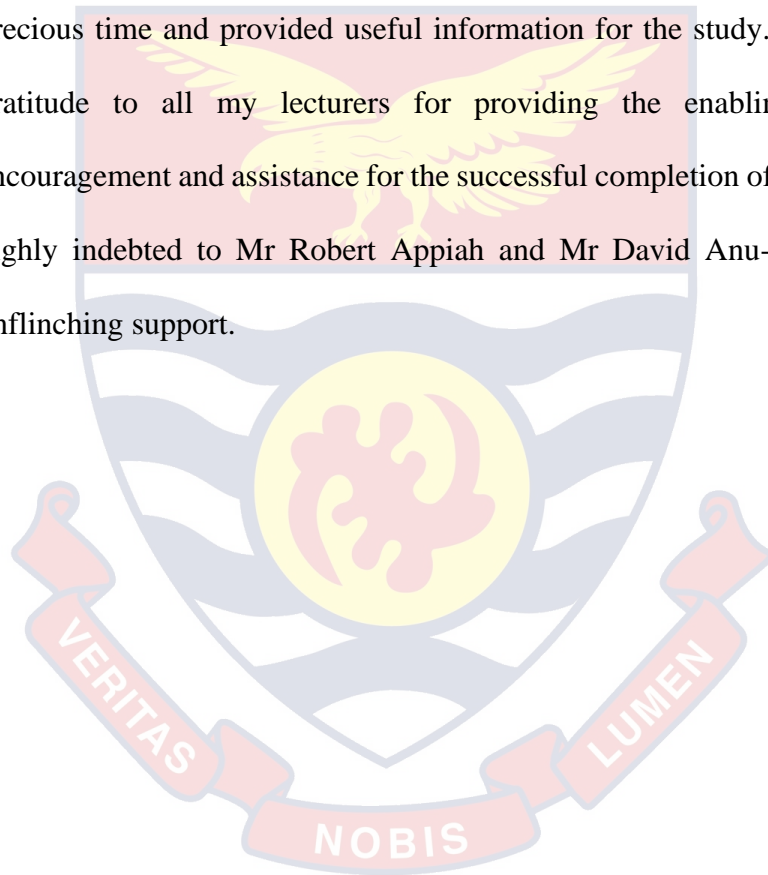 recious time and provided useful information for the study.
ratitude to all my lecturers for providing the enablin
ncouragement and assistance for the successful completion of
ghly indebted to Mr Robert Appiah and Mr David Anu-
nflinching support.
VERITAS
NOBIS
LUMEN